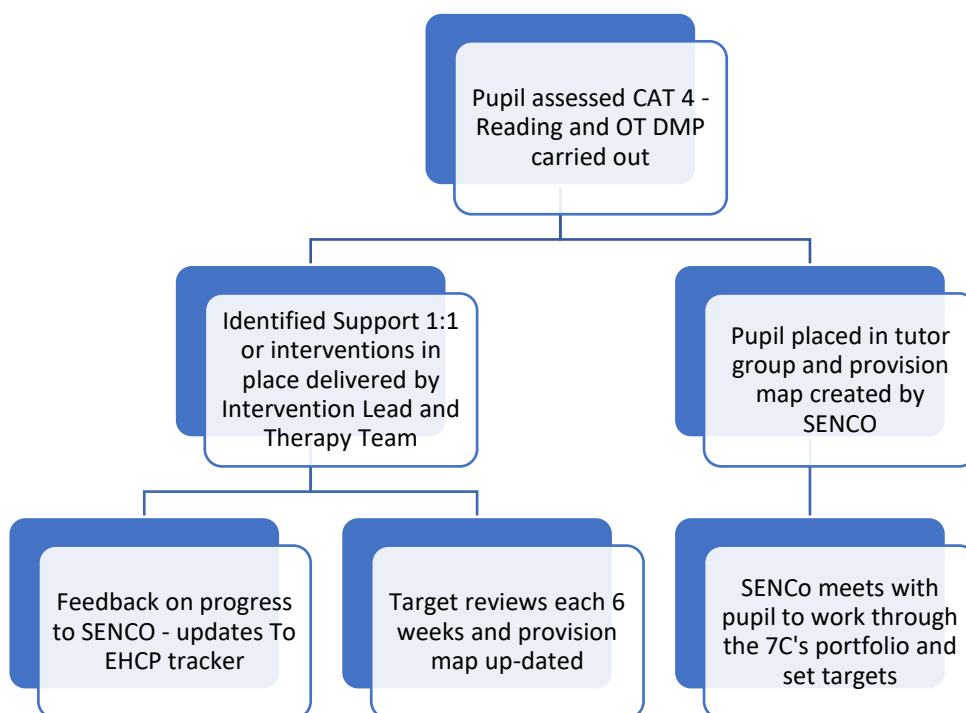 Pupil assessed CAT 4 -
Reading and OT DMP
carried out
Identified Support 1:1
or interventions in
place delivered by
Intervention Lead and
Therapy Team
Pupil placed in tutor
group and provision
map created by
SENCO
Feedback on progress
to SENCO - updates To
EHCP tracker
Target reviews each 6
weeks and provision
map up-dated
SENCo meets with
pupil to work through
the 7C's portfolio and
set targets